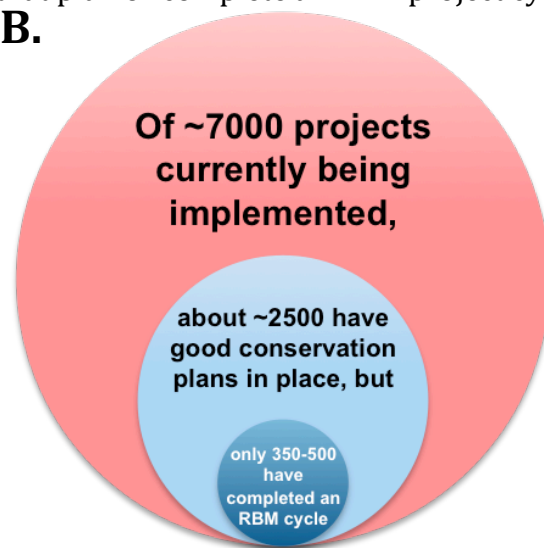 B.
Of ~7000 projects
currently being
implemented,
about ~2500 have
good conservation
plans in place, but
only 350-500
have
completed an
RBM cycle